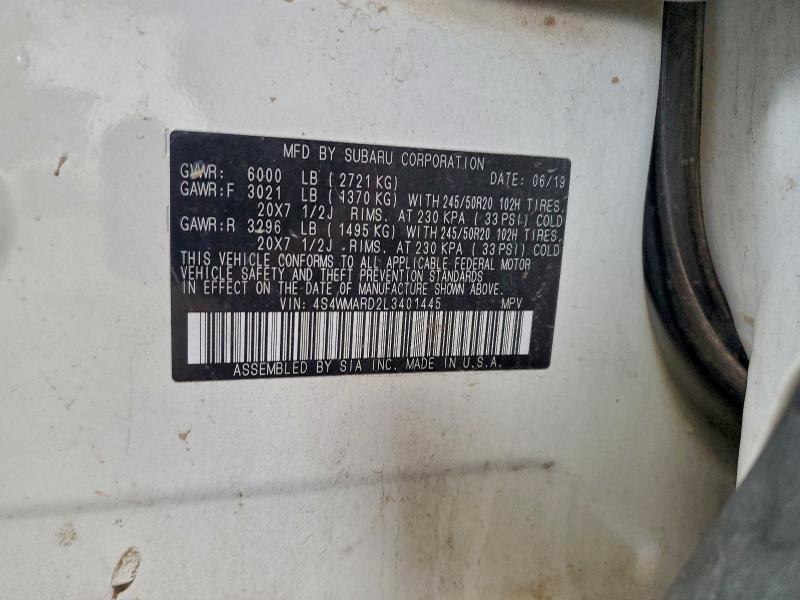 MFD BY SUBARU CORPORATION
GVWR: 6000 LB (2721 KG) DATE: 06/19
GAWR:F 3021 LB (1370 KG) WITH 245/50R20 102H TIRES.
20X7 1/2J RIMS. AT 230 KPA (33 PSI) COLD
GAWR:R 3296 LB (1495 KG) WITH 245/50R20 102H TIRES.
20X7 1/2J RIMS. AT 230 KPA (33 PSI) COLD
THIS VEHICLE CONFORMS TO ALL APPLICABLE FEDERAL MOTOR
VEHICLE SAFETY AND THEFT PREVENTION STANDARDS
IN EFFECT ON THE DATE OF MANUFACTURE SHOWN ABOVE.
VIN: 4S4WMARD2L3401445 MPV
ASSEMBLED BY SIA INC. MADE IN U.S.A.